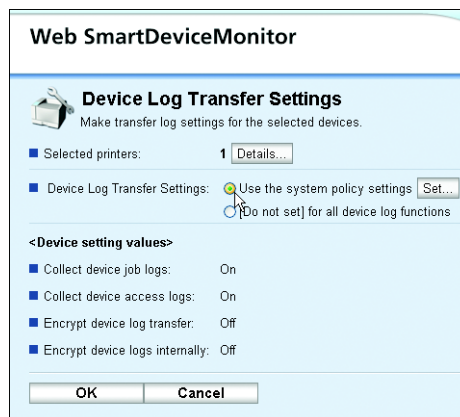 Web SmartDeviceMonitor
Device Log Transfer Settings
Make transfer log settings for the selected devices.
Selected printers: 1 Details...
Device Log Transfer Settings: Use the system policy settings Set...
[Do not set] for all device log functions
<Device setting values>
Collect device job logs: On
Collect device access logs: On
Encrypt device log transfer: Off
Encrypt device logs internally: Off
OK Cancel